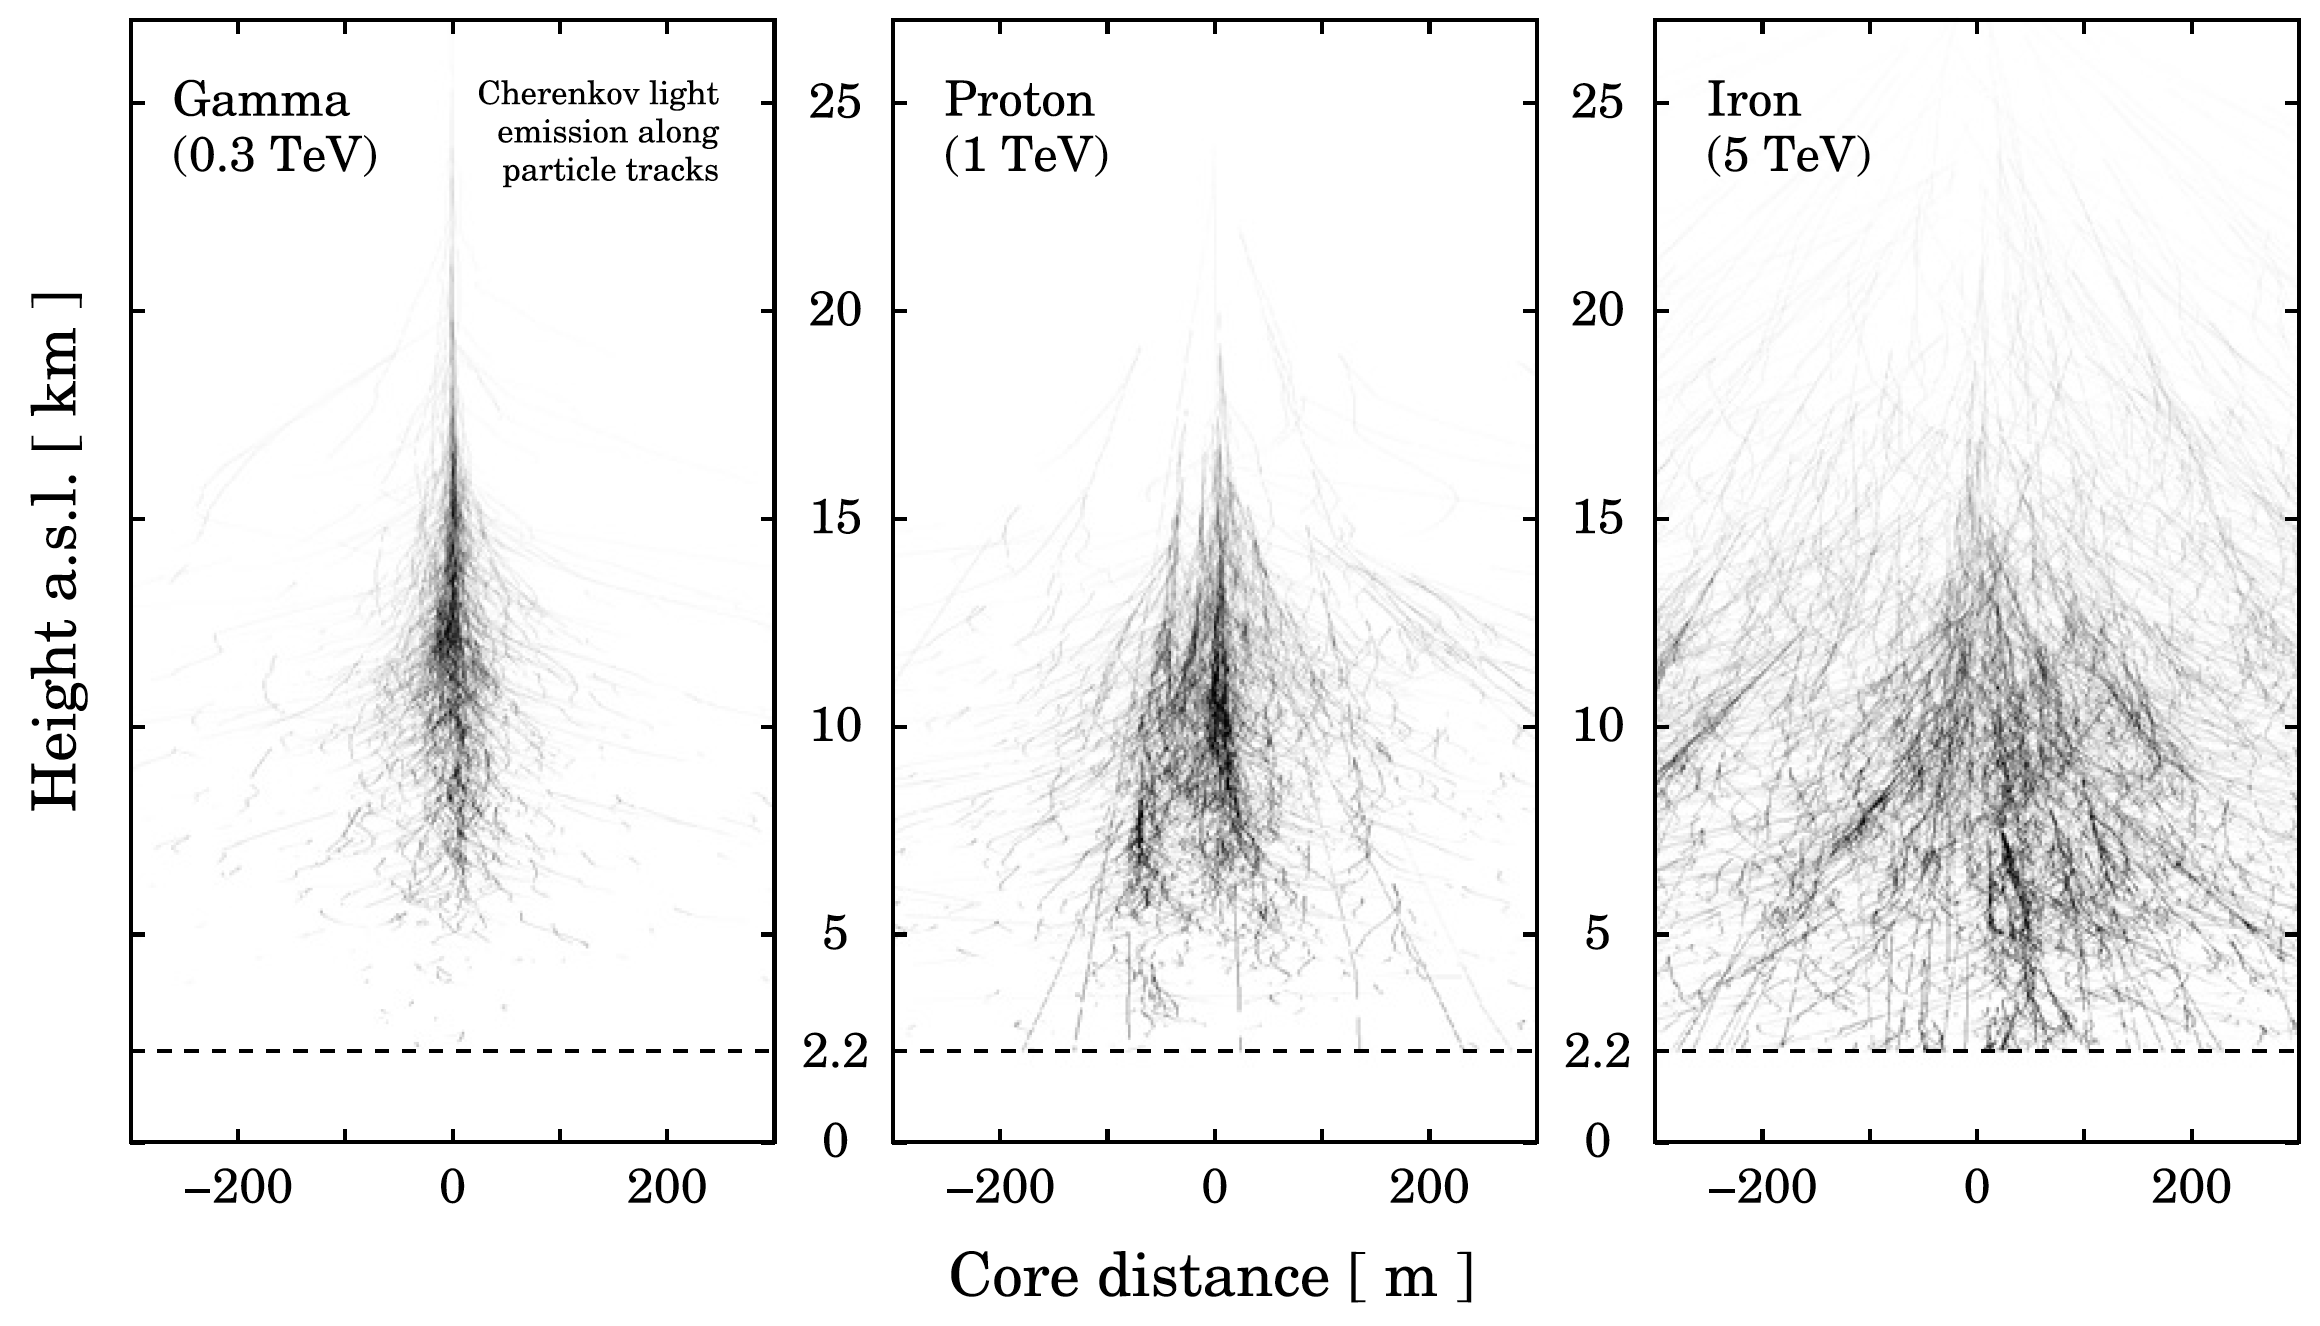 Gamma
(0.3 TeV)
Cherenkov light
emission along
particle tracks
Proton
(1 TeV)
Iron
(5 TeV)
Height a.s.l. [ km ]
25
20
15
10
5
2.2
0
25
20
15
10
5
2.2
0
–200 0 200
–200 0 200
–200 0 200
Core distance [ m ]